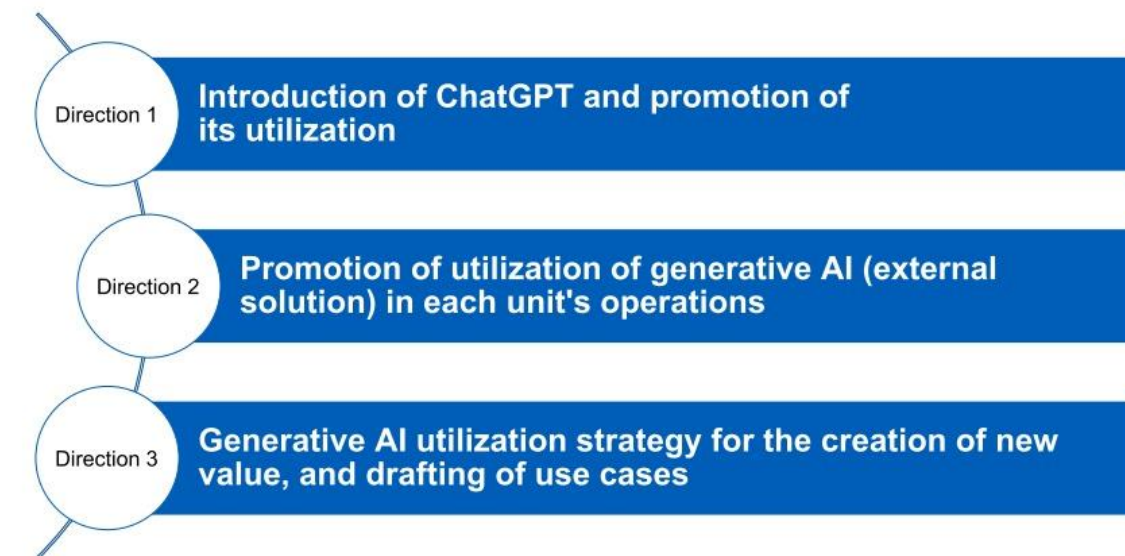 Direction 1
Introduction of ChatGPT and promotion of
its utilization
Direction 2
Promotion of utilization of generative AI (external
solution) in each unit's operations
Direction 3
Generative AI utilization strategy for the creation of new
value, and drafting of use cases